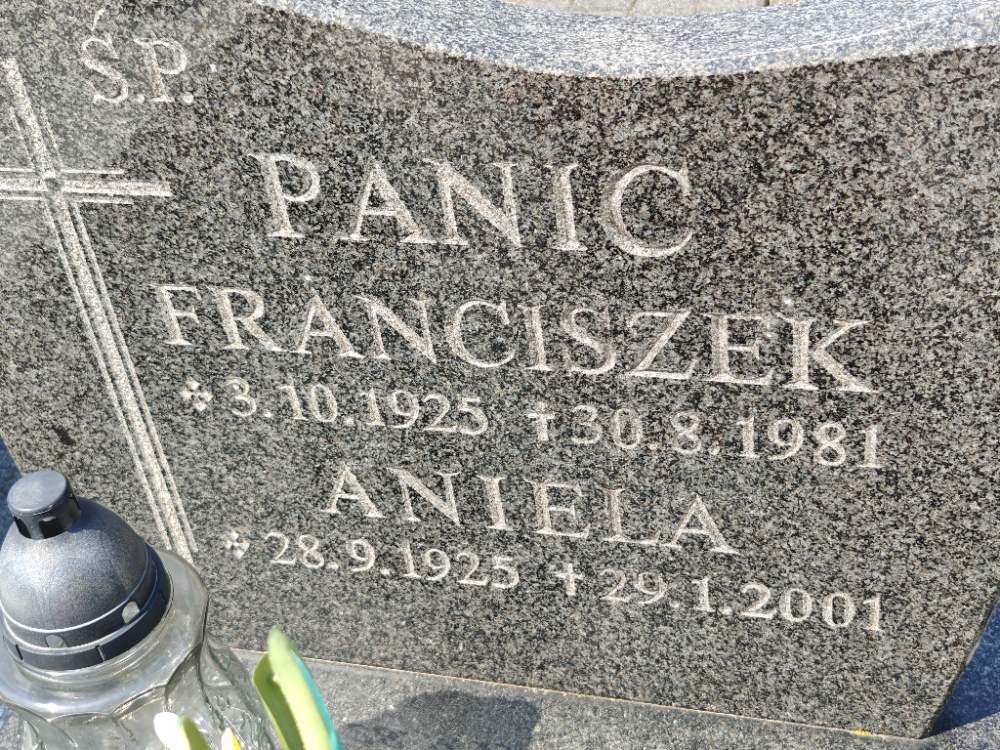 Ś.P.
PANIC
FRANCISZEK
* 3.10.1925 † 30.8.1981
ANIELA
* 28.9.1925 † 29.1.2001